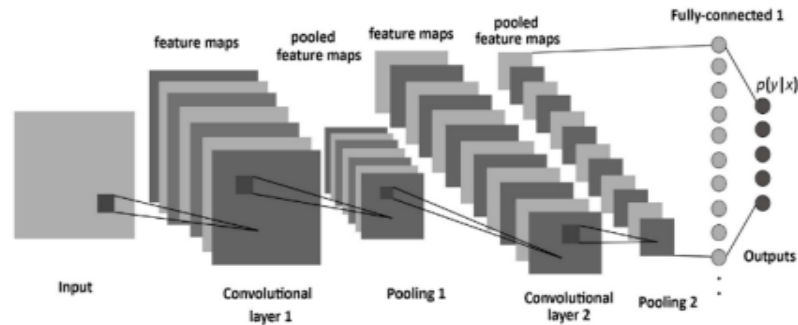 Fully-connected 1
feature maps
pooled
feature maps
feature maps
pooled
feature maps
p(y|x)
Outputs
Input
Convolutional
layer 1
Pooling 1
Convolutional
layer 2
Pooling 2